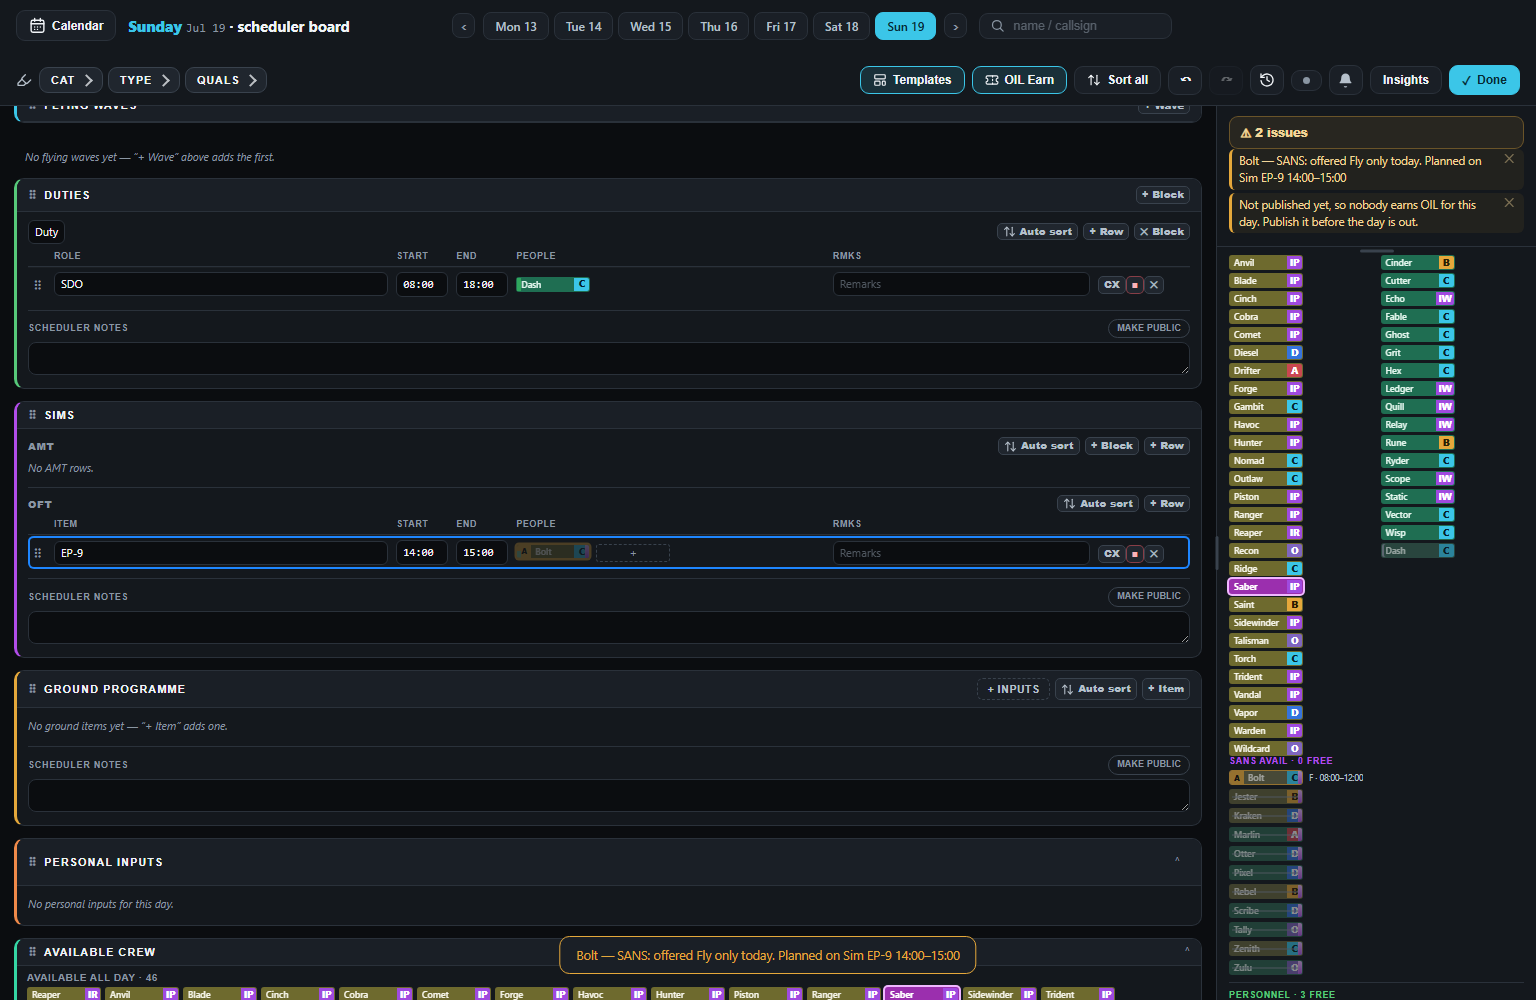 Calendar
Sunday Jul 19 · scheduler board
‹ Mon 13 Tue 14 Wed 15 Thu 16 Fri 17 Sat 18 Sun 19 ›
name / callsign
CAT TYPE QUALS
Templates OIL Earn Sort all Insights ✓ Done
FLYING WAVES + Wave
No flying waves yet — "+ Wave" above adds the first.
DUTIES + Block
Duty Auto sort + Row ✕ Block
ROLE START END PEOPLE RMKS
SDO 08:00 18:00 Dash C Remarks CX ✕
SCHEDULER NOTES MAKE PUBLIC
SIMS
AMT Auto sort + Block + Row
No AMT rows.
OFT Auto sort + Row
ITEM START END PEOPLE RMKS
EP-9 14:00 15:00 A Bolt C + Remarks CX ✕
SCHEDULER NOTES MAKE PUBLIC
GROUND PROGRAMME + INPUTS Auto sort + Item
No ground items yet — "+ Item" adds one.
SCHEDULER NOTES MAKE PUBLIC
PERSONAL INPUTS
No personal inputs for this day.
AVAILABLE CREW
AVAILABLE ALL DAY · 46
Reaper IR Anvil IP Blade IP Cinch IP Cobra IP Comet IP Forge IP Havoc IP Hunter IP Piston IP Ranger IP Saber IP Sidewinder IP Trident IP
Bolt — SANS: offered Fly only today. Planned on Sim EP-9 14:00–15:00
⚠ 2 issues
Bolt — SANS: offered Fly only today. Planned on
Sim EP-9 14:00–15:00
Not published yet, so nobody earns OIL for this
day. Publish it before the day is out.
Anvil IP
Blade IP
Cinch IP
Cobra IP
Comet IP
Diesel D
Drifter A
Forge IP
Gambit C
Havoc IP
Hunter IP
Nomad C
Outlaw C
Piston IP
Ranger IP
Reaper IR
Recon O
Ridge C
Saber IP
Saint B
Sidewinder IP
Talisman O
Torch C
Trident IP
Vandal IP
Vapor D
Warden IP
Wildcard O
Cinder B
Cutter C
Echo IW
Fable C
Ghost C
Grit C
Hex C
Ledger IW
Quill IW
Relay IW
Rune B
Ryder C
Scope IW
Static IW
Vector C
Wisp C
Dash C
SANS AVAIL · 0 FREE
A Bolt C F · 08:00–12:00
Jester B
Kraken D
Marlin A
Otter D
Pixel D
Rebel B
Scribe D
Tally O
Zenith C
Zulu O
PERSONNEL · 3 FREE